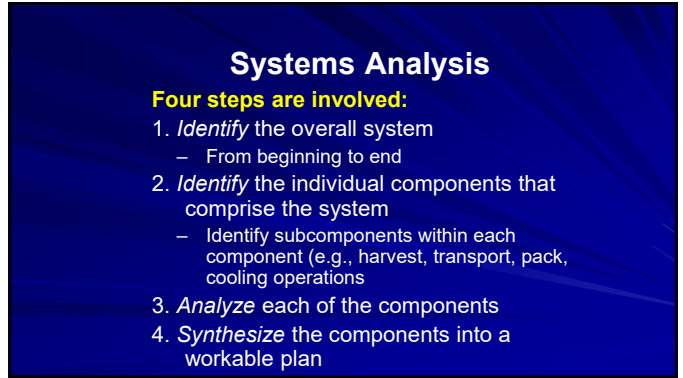 Systems Analysis
Four steps are involved:
1. Identify the overall system
– From beginning to end
2. Identify the individual components that
comprise the system
– Identify subcomponents within each
component (e.g., harvest, transport, pack,
cooling operations
3. Analyze each of the components
4. Synthesize the components into a
workable plan